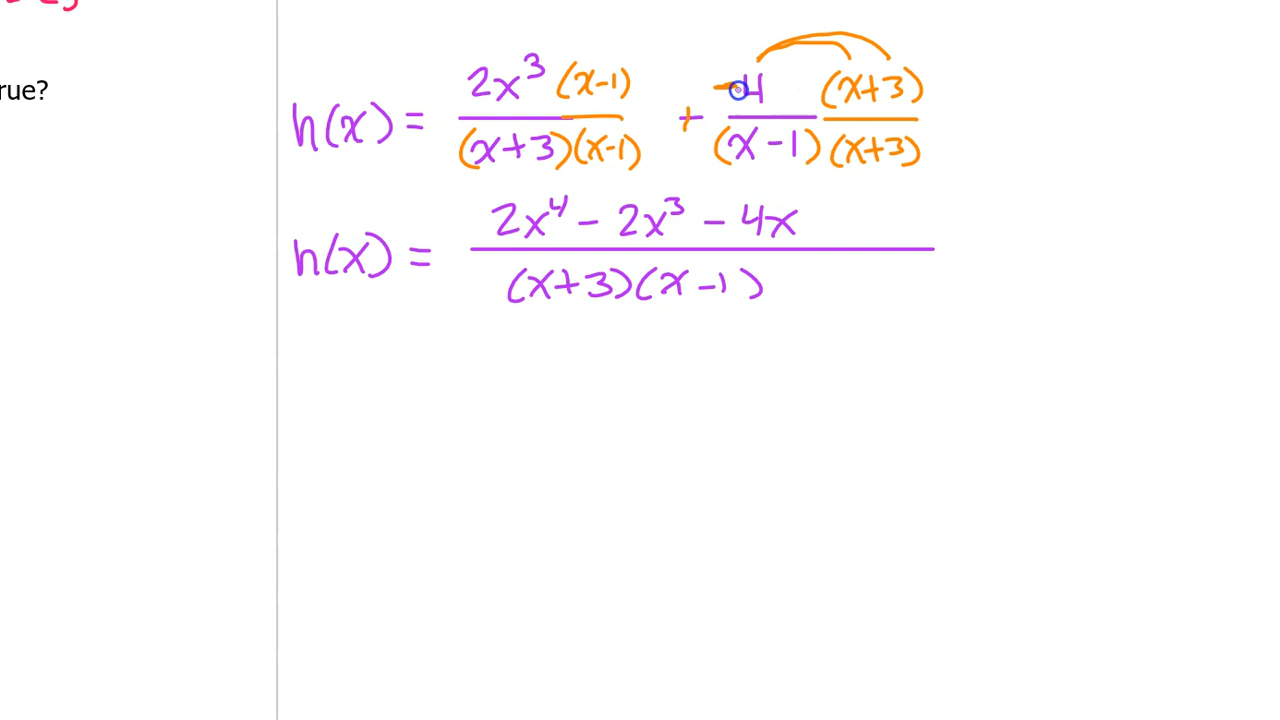 rue?
h(x) = 2x³ (x-1) / (x+3)(x-1) + -4 (x+3) / (x-1) (x+3)
h(x) = 2x⁴ - 2x³ - 4x / (x+3)(x-1)